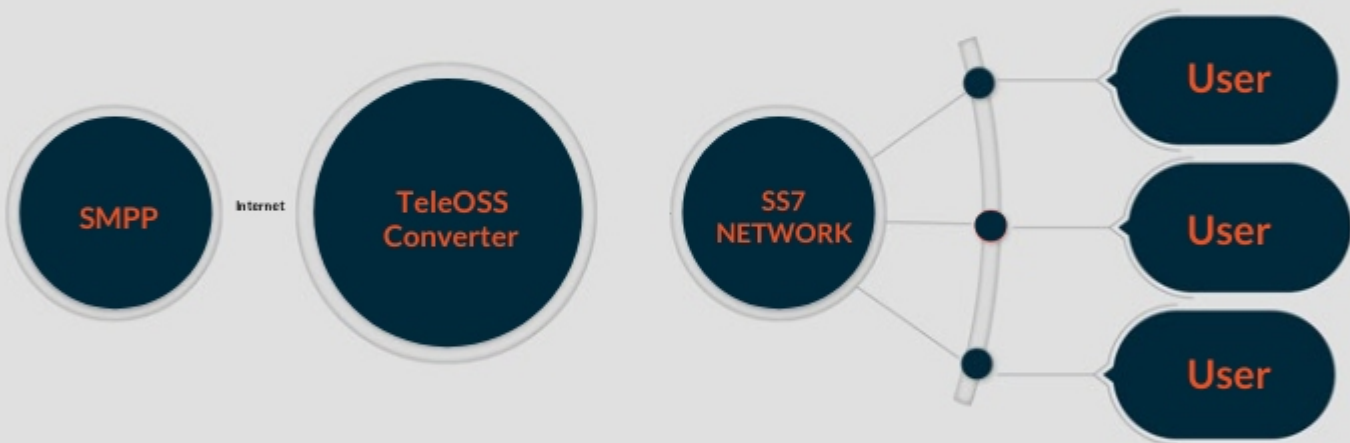 SMPP
Internet
TeleOSS
Converter
SS7
NETWORK
User
User
User